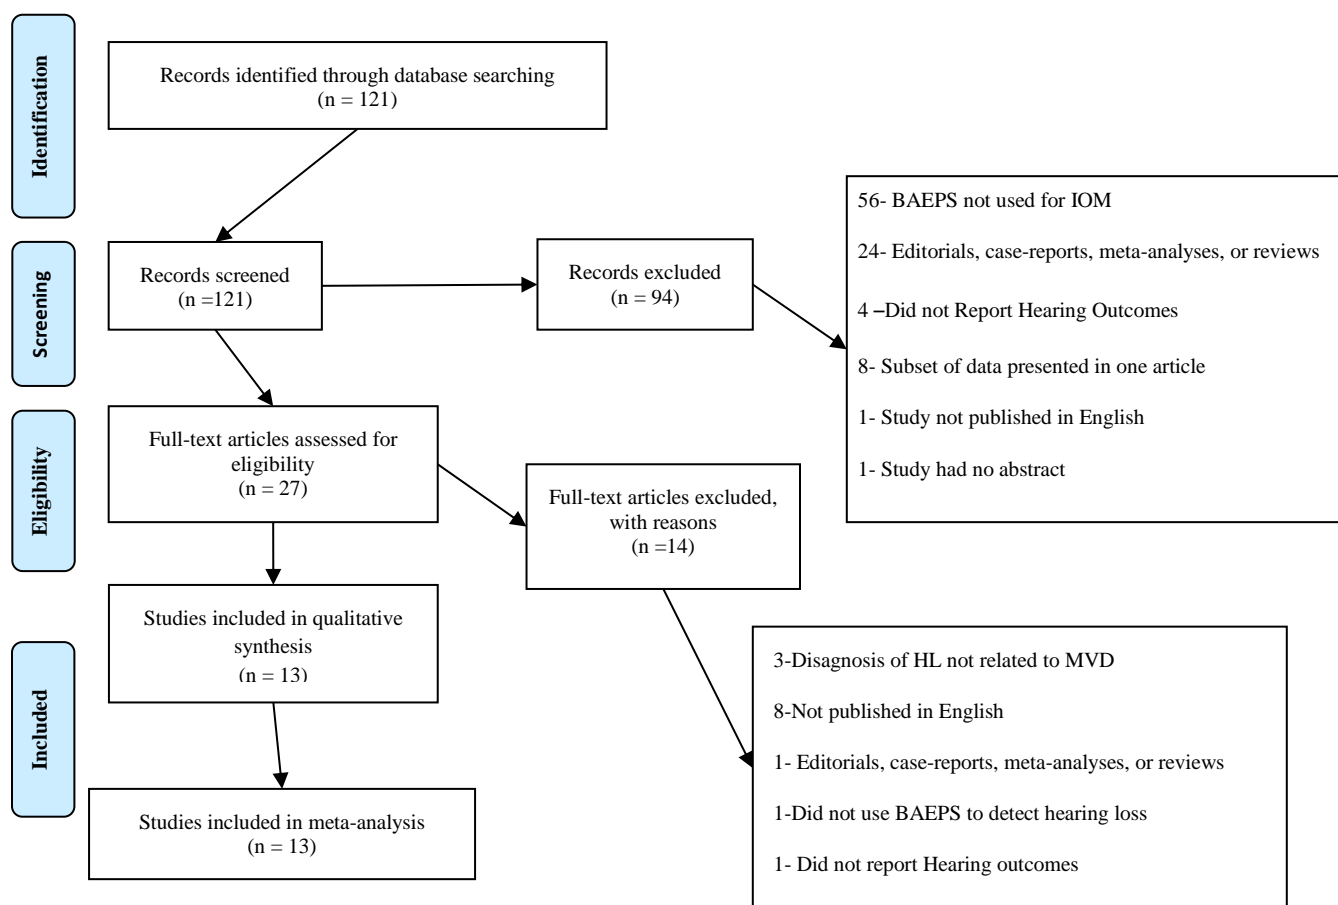 Identification
Records identified through database searching
(n = 121)
Screening
Records screened
(n =121)
Records excluded
(n = 94)
56- BAEPS not used for IOM
24- Editorials, case-reports, meta-analyses, or reviews
4 –Did not Report Hearing Outcomes
8- Subset of data presented in one article
1- Study not published in English
1- Study had no abstract
Eligibility
Full-text articles assessed for
eligibility
(n = 27)
Full-text articles excluded,
with reasons
(n =14)
3-Disagnosis of HL not related to MVD
8-Not published in English
1- Editorials, case-reports, meta-analyses, or reviews
1-Did not use BAEPS to detect hearing loss
1- Did not report Hearing outcomes
Included
Studies included in qualitative
synthesis
(n = 13)
Studies included in meta-analysis
(n = 13)